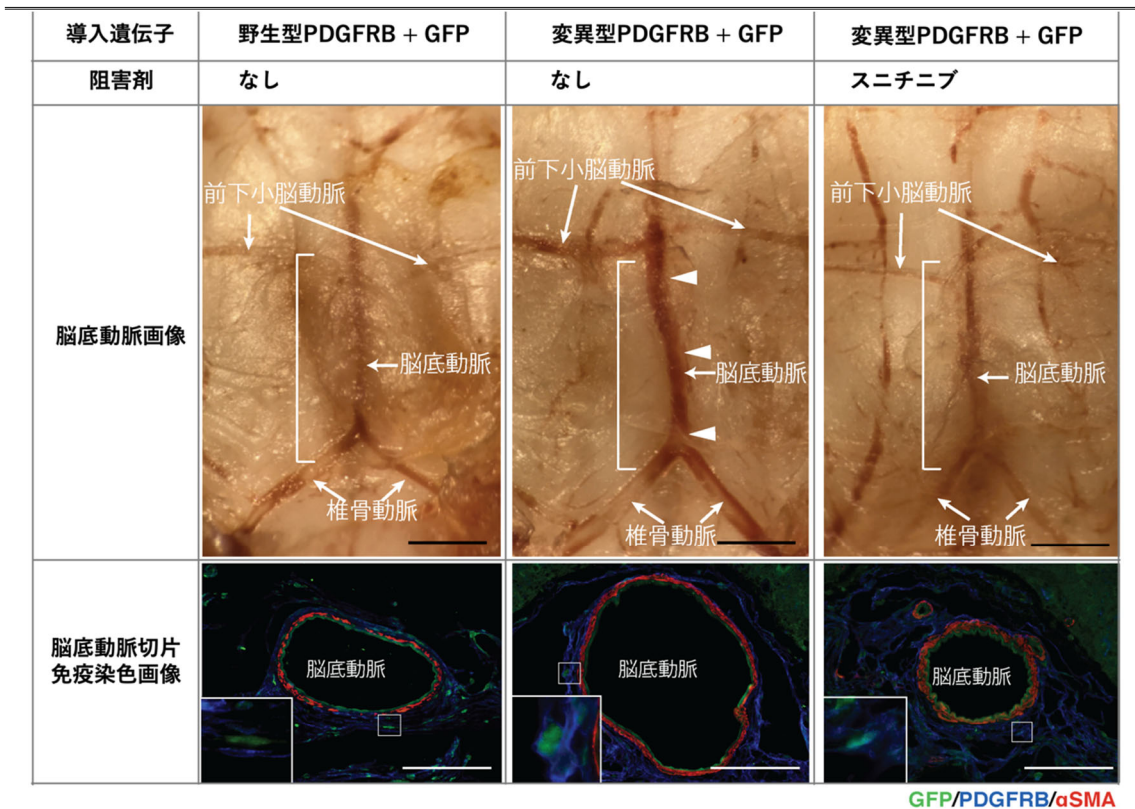 導入遺伝子
野生型PDGFRB + GFP
変異型PDGFRB + GFP
変異型PDGFRB + GFP
阻害剤
なし
なし
スニチニブ
脳底動脈画像
前下小脳動脈
脳底動脈
椎骨動脈
前下小脳動脈
脳底動脈
椎骨動脈
前下小脳動脈
脳底動脈
椎骨動脈
脳底動脈切片
免疫染色画像
脳底動脈
脳底動脈
脳底動脈
GFP/PDGFRB/αSMA